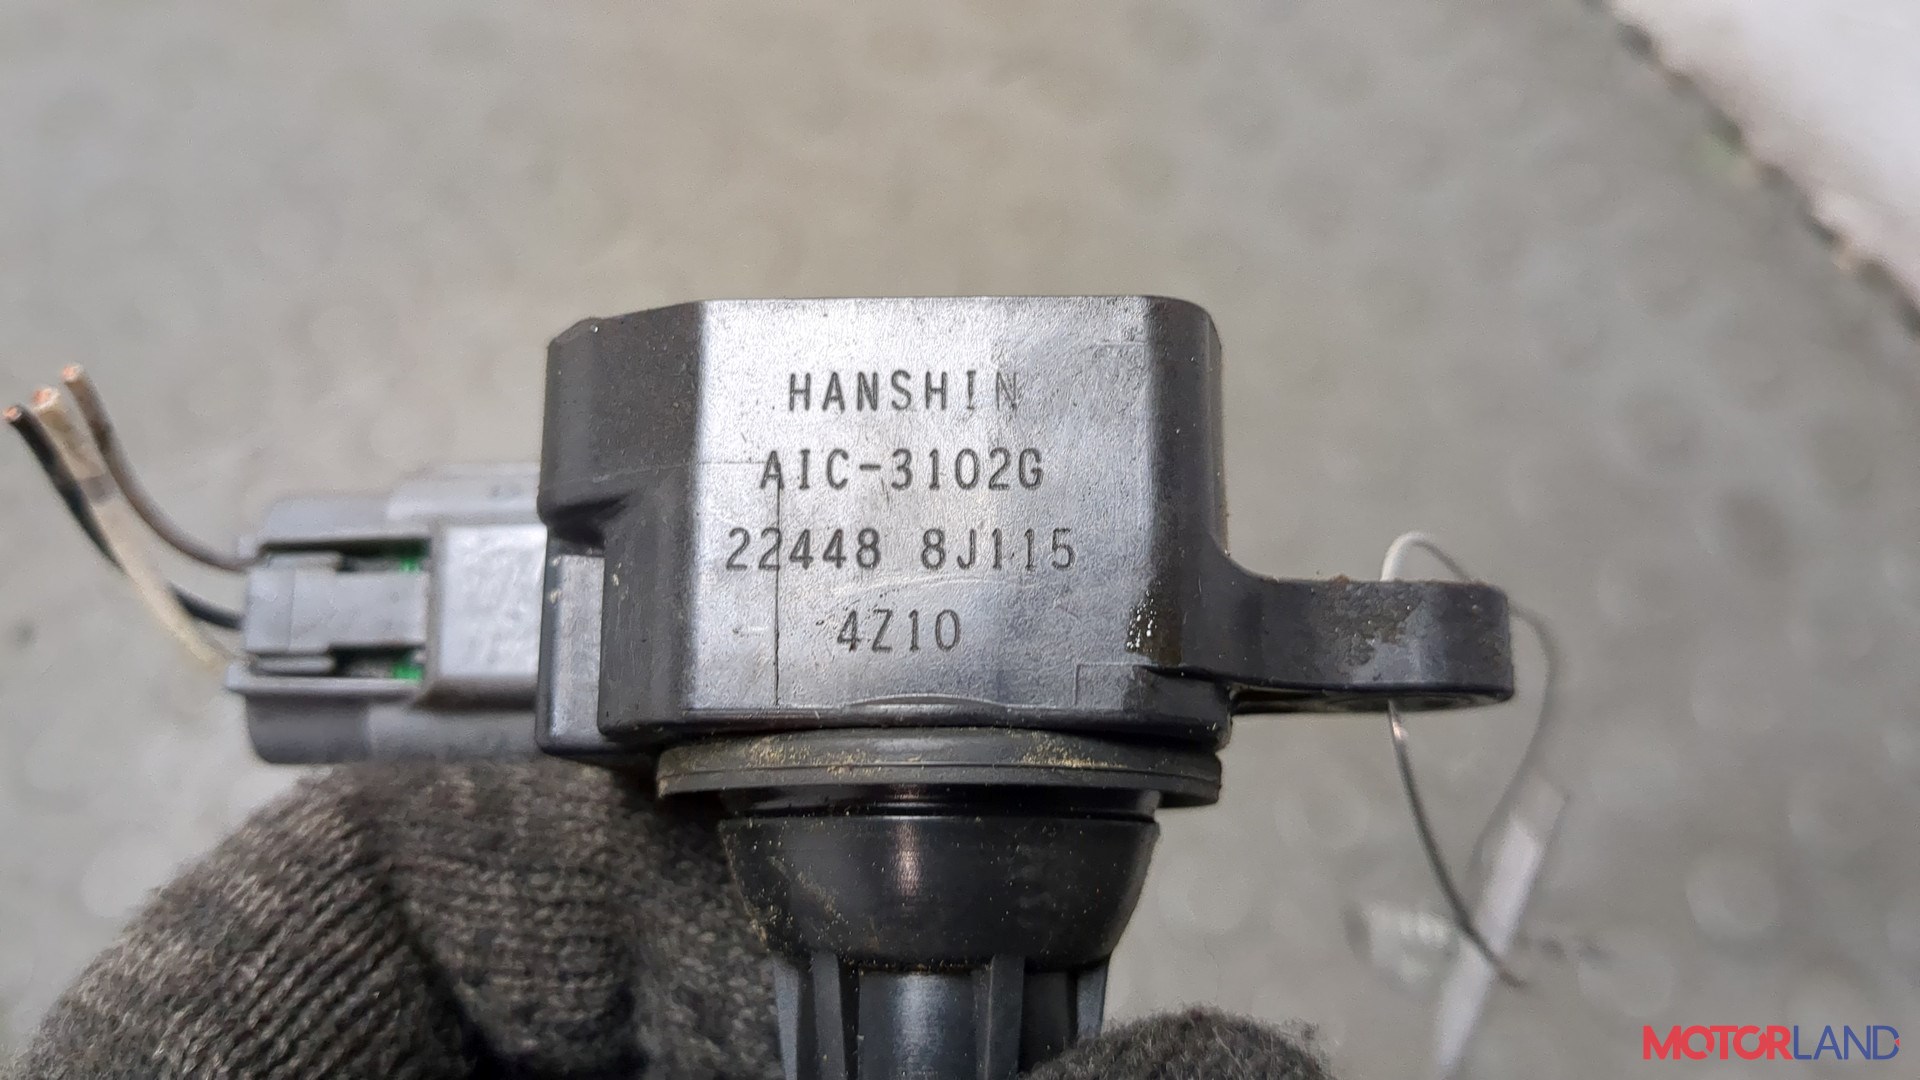 HANSHIN
AIC-3102G
22448 8J115
4Z10
MOTORLAND